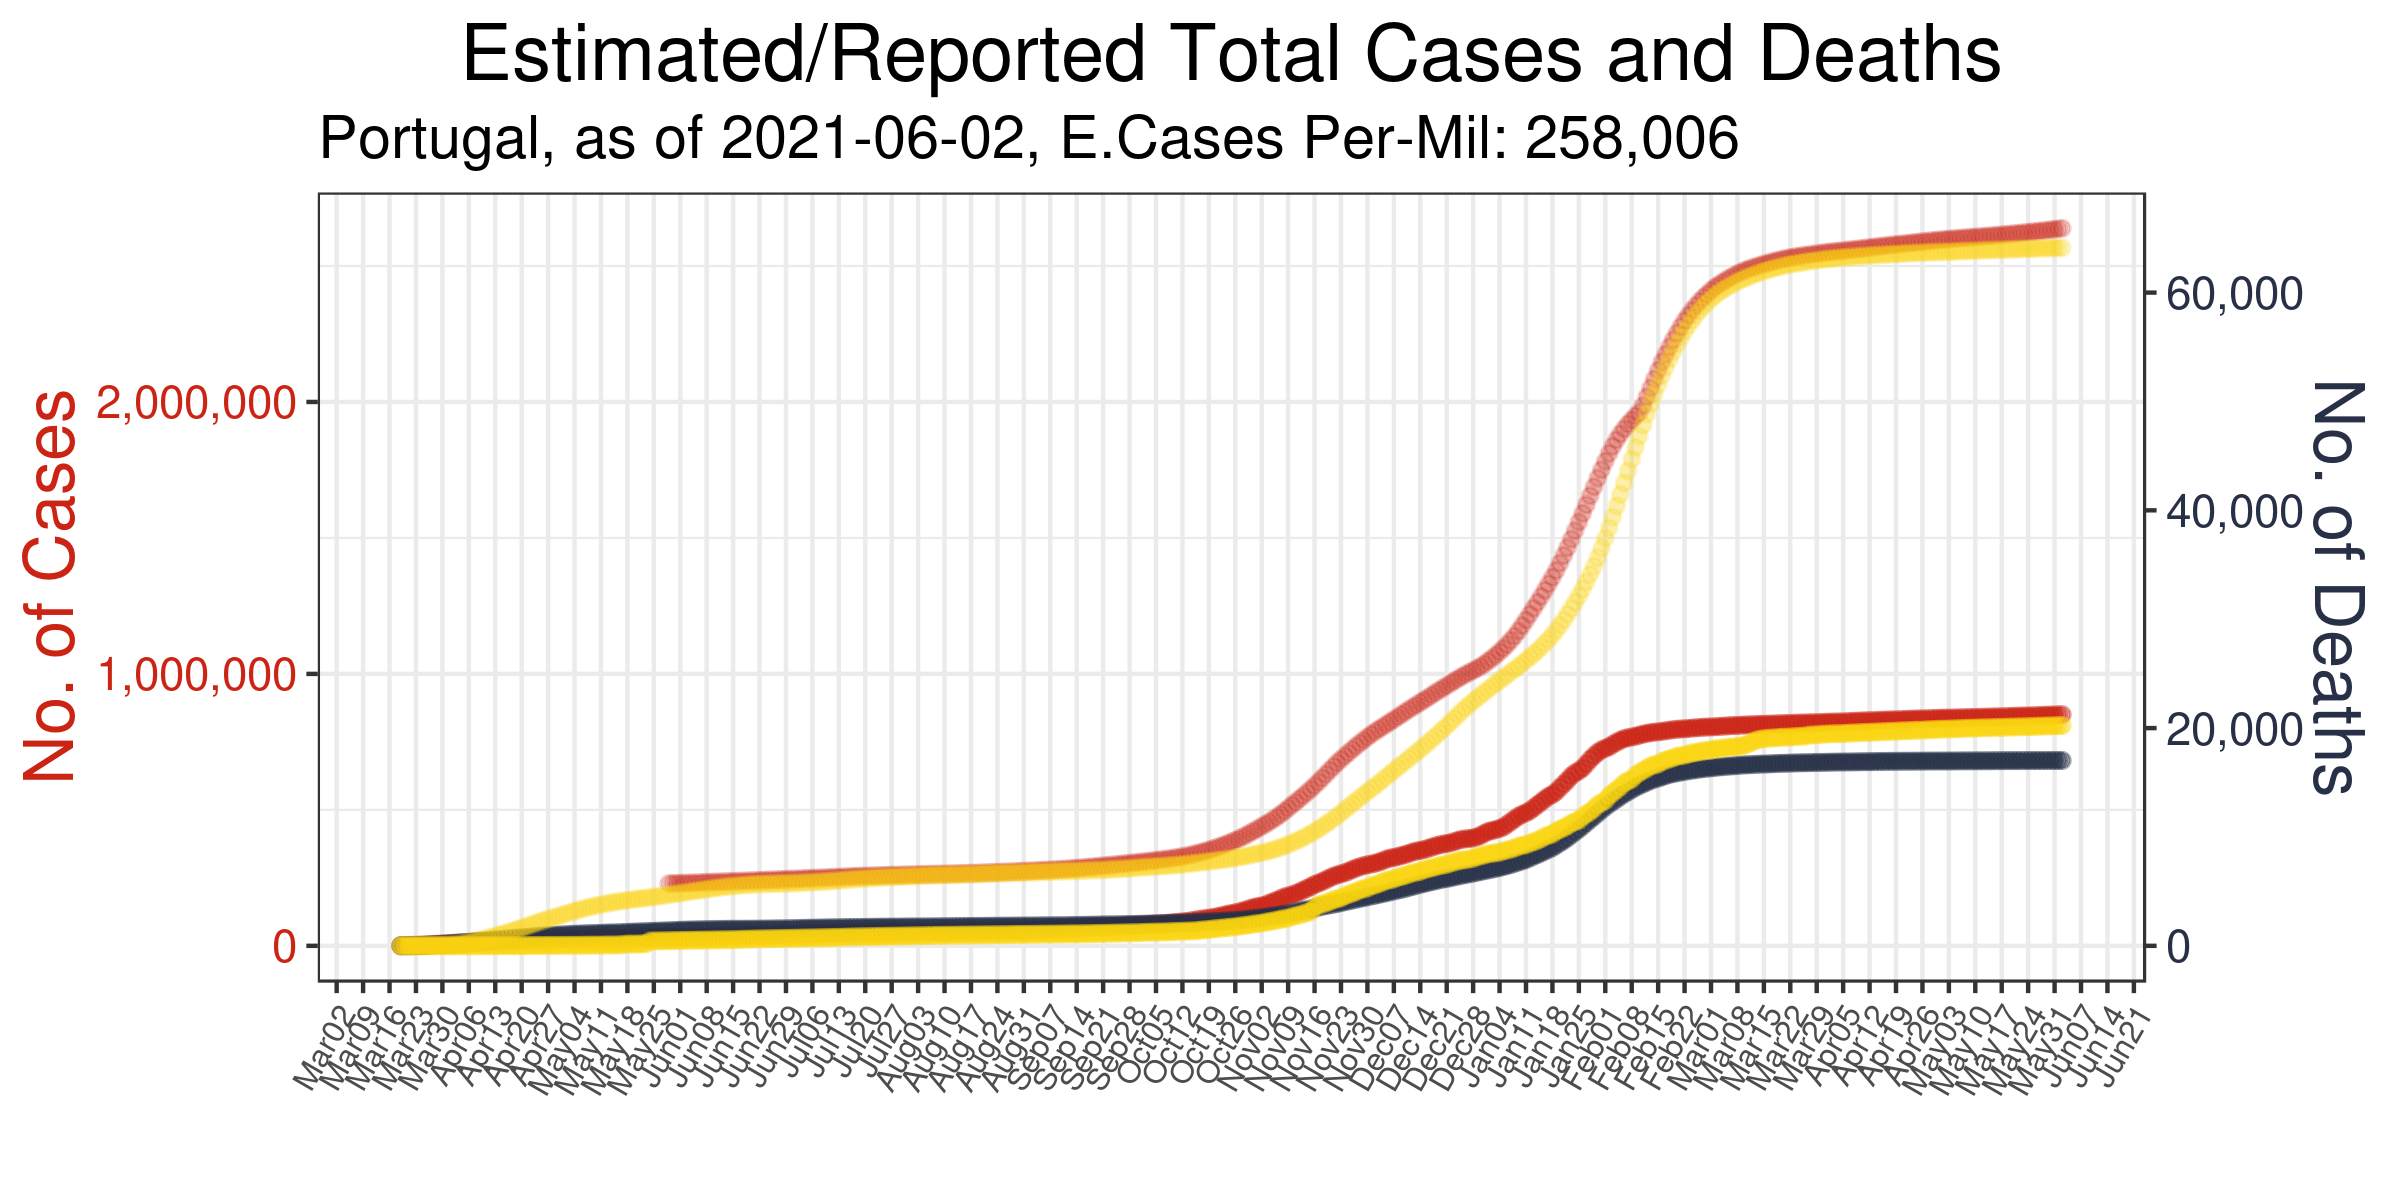 Estimated/Reported Total Cases and Deaths
Portugal, as of 2021-06-02, E.Cases Per-Mil: 258,006
No. of Cases
2,000,000
1,000,000
0
60,000
40,000
20,000
0
No. of Deaths
Mar02
Mar09
Mar16
Mar23
Mar30
Apr06
Apr13
Apr20
Apr27
May04
May11
May18
May25
Jun01
Jun08
Jun15
Jun22
Jun29
Jul06
Jul13
Jul20
Jul27
Aug03
Aug10
Aug17
Aug24
Aug31
Sep07
Sep14
Sep21
Sep28
Oct05
Oct12
Oct19
Oct26
Nov02
Nov09
Nov16
Nov23
Nov30
Dec07
Dec14
Dec21
Dec28
Jan04
Jan11
Jan18
Jan25
Feb01
Feb08
Feb15
Feb22
Mar01
Mar08
Mar15
Mar22
Mar29
Apr05
Apr12
Apr19
Apr26
May03
May10
May17
May24
May31
Jun07
Jun14
Jun21